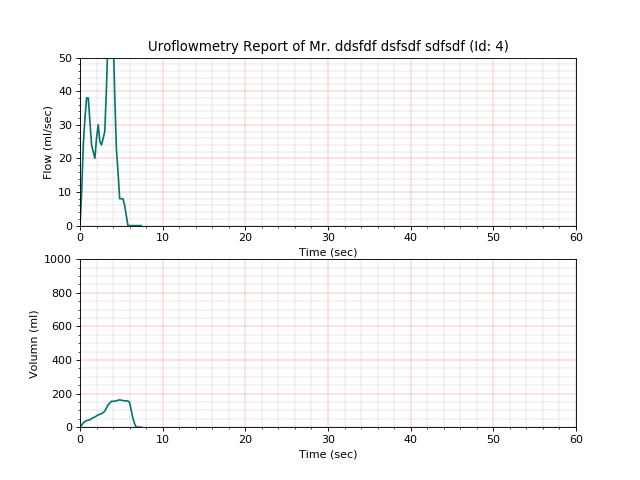 Uroflowmetry Report of Mr. ddsfdf dsfsdf sdfsdf (Id: 4)
50
40
30
20
10
0
Flow (ml/sec)
0 10 20 30 40 50 60
Time (sec)
1000
800
600
400
200
0
Volumn (ml)
0 10 20 30 40 50 60
Time (sec)